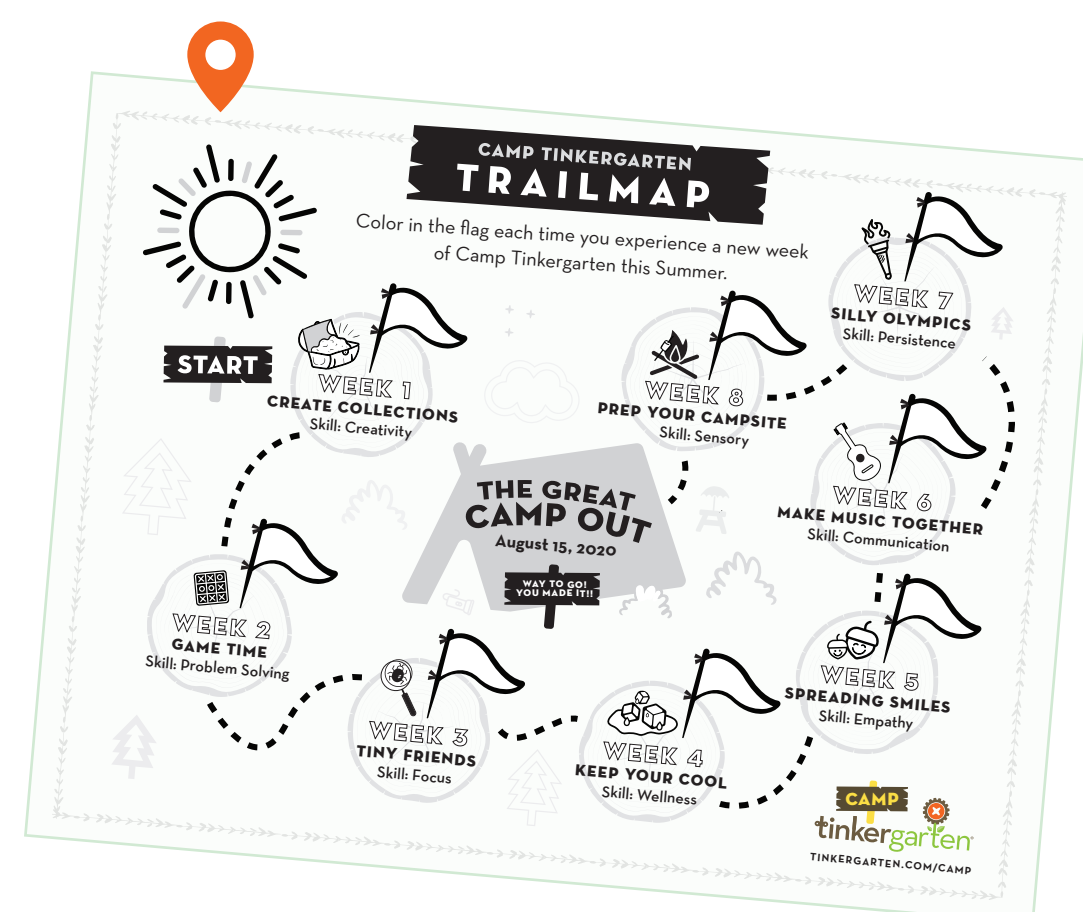 CAMP TINKERGARTEN
TRAILMAP
Color in the flag each time you experience a new week
of Camp Tinkergarten this Summer.
START
WEEK 1
CREATE COLLECTIONS
Skill: Creativity
WEEK 2
GAME TIME
Skill: Problem Solving
WEEK 3
TINY FRIENDS
Skill: Focus
WEEK 4
KEEP YOUR COOL
Skill: Wellness
WEEK 5
SPREADING SMILES
Skill: Empathy
WEEK 6
MAKE MUSIC TOGETHER
Skill: Communication
WEEK 7
SILLY OLYMPICS
Skill: Persistence
WEEK 8
PREP YOUR CAMPSITE
Skill: Sensory
THE GREAT
CAMP OUT
August 15, 2020
WAY TO GO!
YOU MADE IT!!
CAMP
tinkergarten
TINKERGARTEN.COM/CAMP